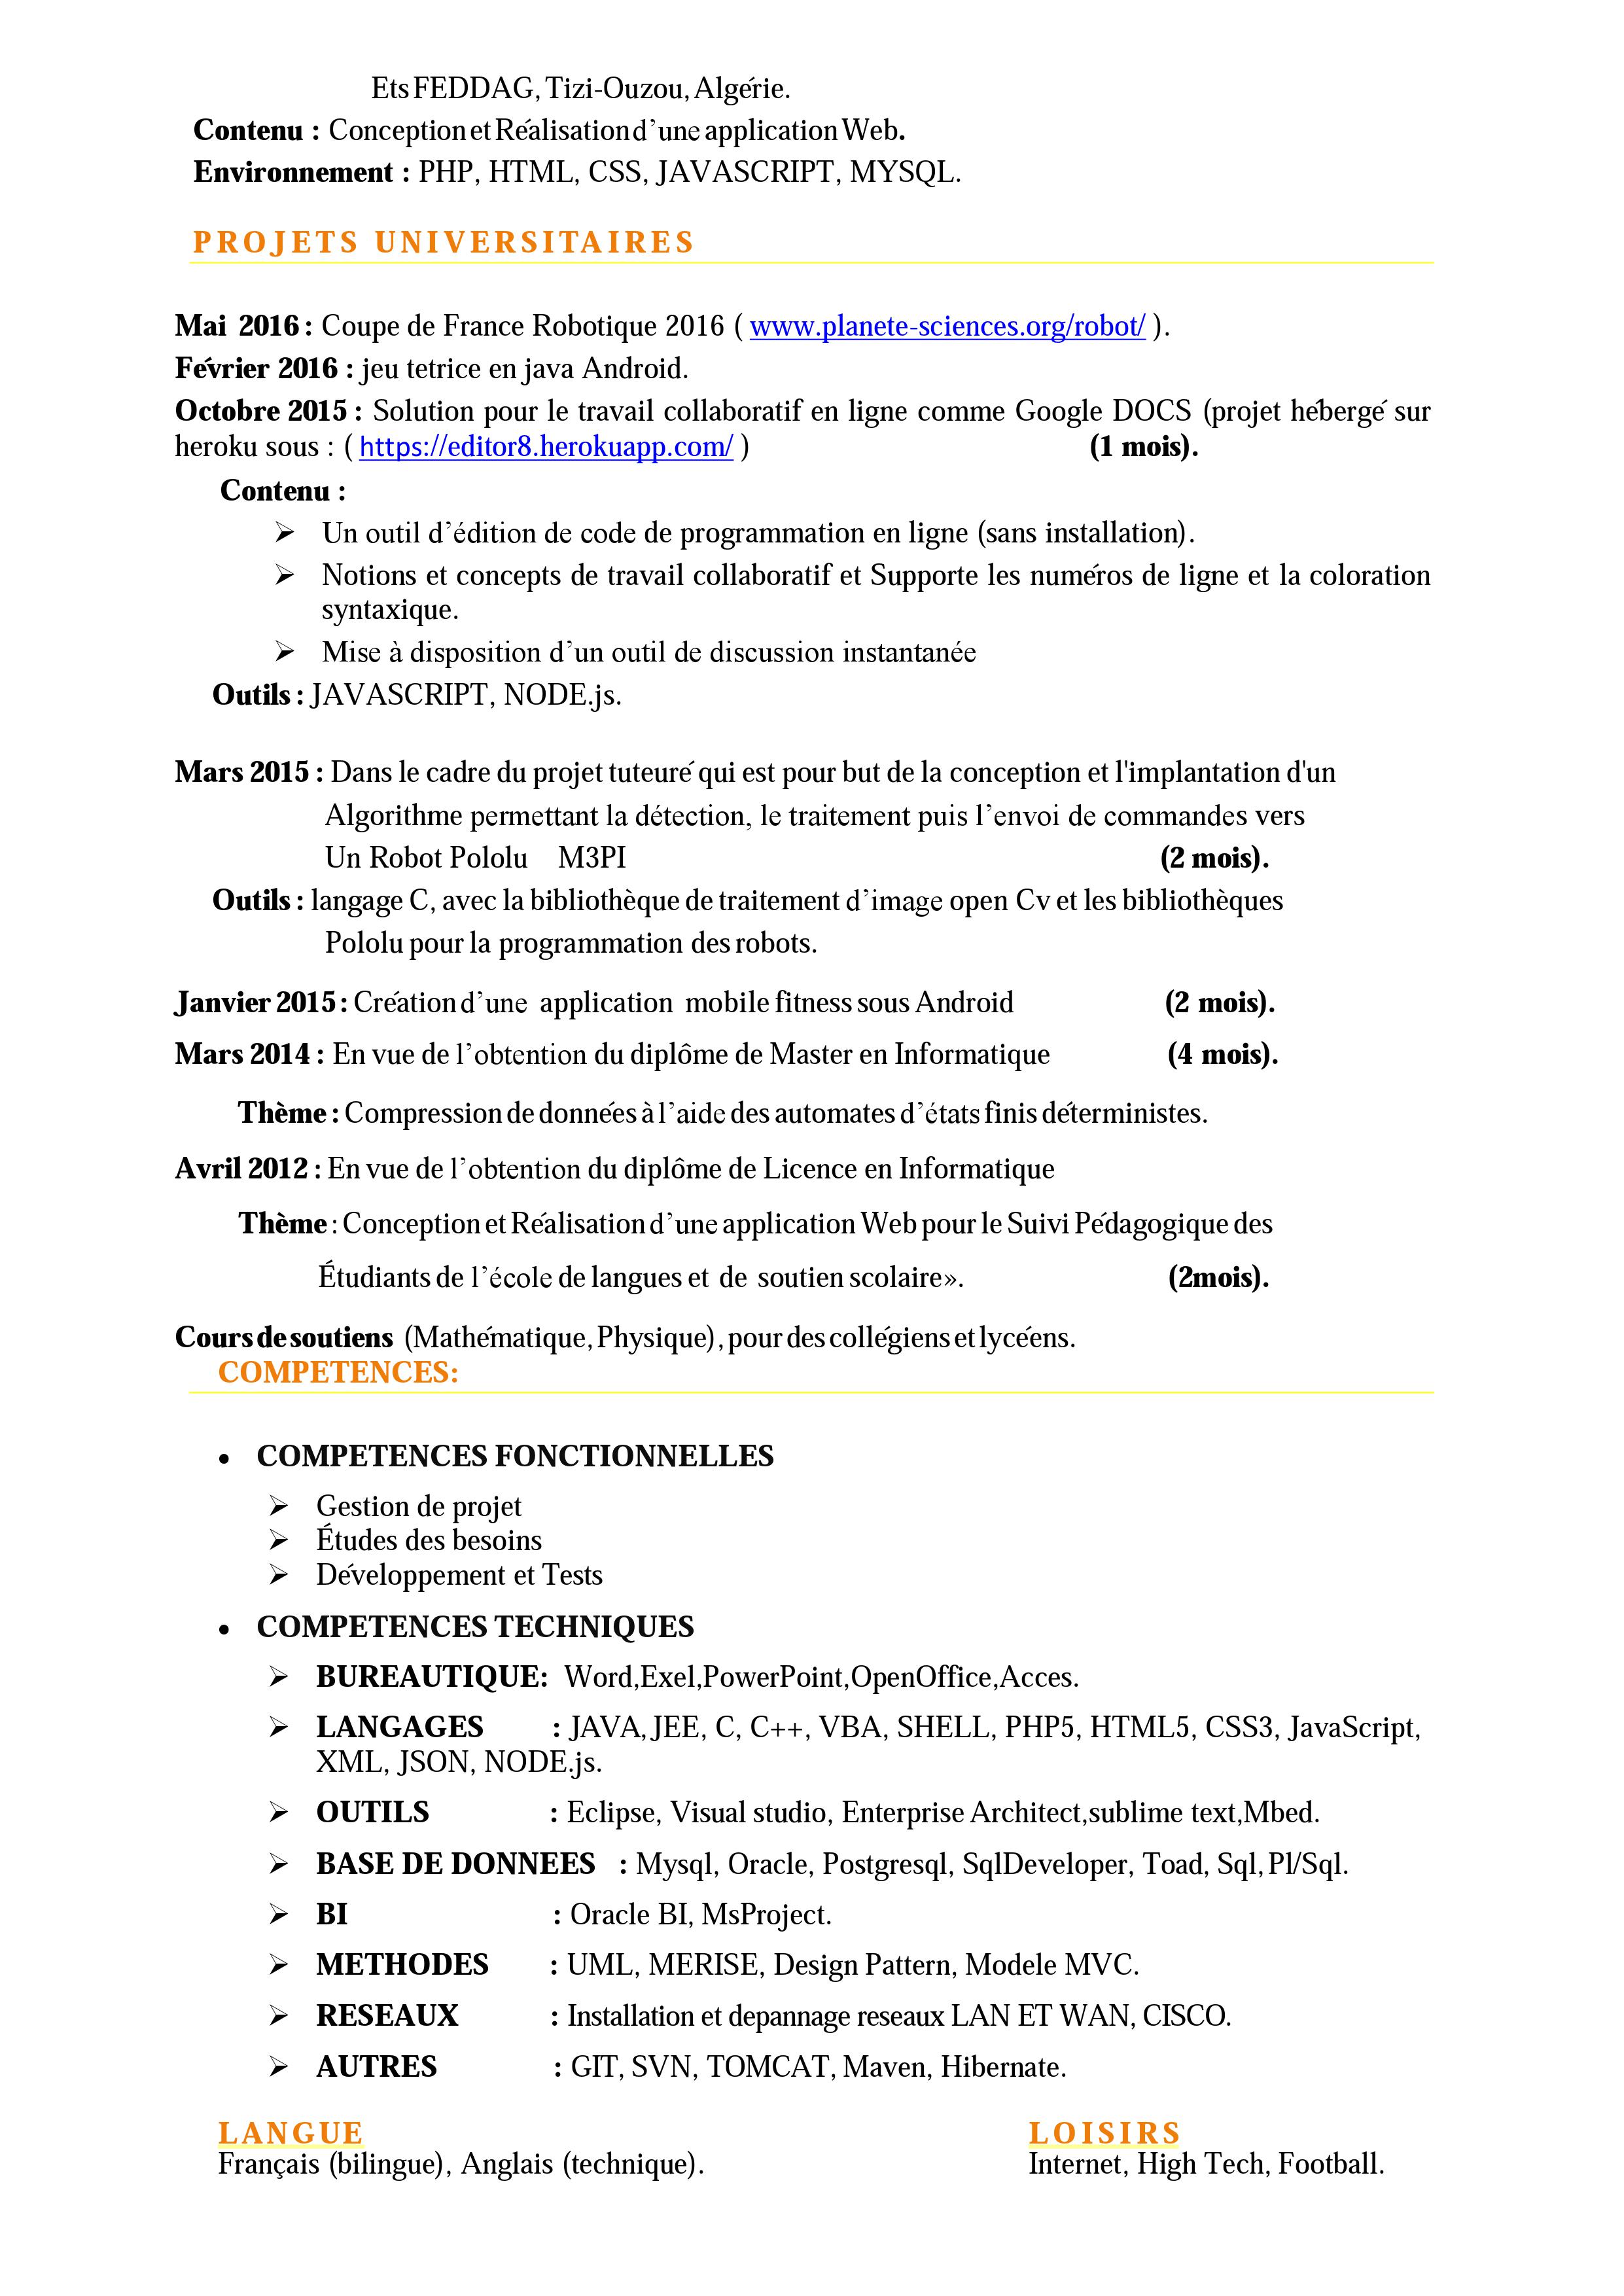 Ets FEDDAG, Tizi-Ouzou, Algérie.
Contenu : Conception et Réalisation d’une application Web.
Environnement : PHP, HTML, CSS, JAVASCRIPT, MYSQL.
PROJETS UNIVERSITAIRES
Mai 2016 : Coupe de France Robotique 2016 ( www.planete-sciences.org/robot/ ).
Février 2016 : jeu tetrice en java Android.
Octobre 2015 : Solution pour le travail collaboratif en ligne comme Google DOCS (projet hébergé sur
heroku sous : ( https://editor8.herokuapp.com/ ) (1 mois).
Contenu :
➢ Un outil d’édition de code de programmation en ligne (sans installation).
➢ Notions et concepts de travail collaboratif et Supporte les numéros de ligne et la coloration
syntaxique.
➢ Mise à disposition d’un outil de discussion instantanée
Outils : JAVASCRIPT, NODE.js.
Mars 2015 : Dans le cadre du projet tuteuré qui est pour but de la conception et l'implantation d'un
Algorithme permettant la détection, le traitement puis l’envoi de commandes vers
Un Robot Pololu M3PI (2 mois).
Outils : langage C, avec la bibliothèque de traitement d’image open Cv et les bibliothèques
Pololu pour la programmation des robots.
Janvier 2015 : Création d’une application mobile fitness sous Android (2 mois).
Mars 2014 : En vue de l’obtention du diplôme de Master en Informatique (4 mois).
Thème : Compression de données à l’aide des automates d’états finis déterministes.
Avril 2012 : En vue de l’obtention du diplôme de Licence en Informatique
Thème : Conception et Réalisation d’une application Web pour le Suivi Pédagogique des
Étudiants de l’école de langues et de soutien scolaire». (2mois).
Cours de soutiens (Mathématique, Physique), pour des collégiens et lycéens.
COMPETENCES:
• COMPETENCES FONCTIONNELLES
➢ Gestion de projet
➢ Études des besoins
➢ Développement et Tests
• COMPETENCES TECHNIQUES
➢ BUREAUTIQUE: Word,Exel,PowerPoint,OpenOffice,Acces.
➢ LANGAGES : JAVA, JEE, C, C++, VBA, SHELL, PHP5, HTML5, CSS3, JavaScript,
XML, JSON, NODE.js.
➢ OUTILS : Eclipse, Visual studio, Enterprise Architect,sublime text,Mbed.
➢ BASE DE DONNEES : Mysql, Oracle, Postgresql, SqlDeveloper, Toad, Sql, Pl/Sql.
➢ BI : Oracle BI, MsProject.
➢ METHODES : UML, MERISE, Design Pattern, Modele MVC.
➢ RESEAUX : Installation et depannage reseaux LAN ET WAN, CISCO.
➢ AUTRES : GIT, SVN, TOMCAT, Maven, Hibernate.
LANGUE LOISIRS
Français (bilingue), Anglais (technique). Internet, High Tech, Football.